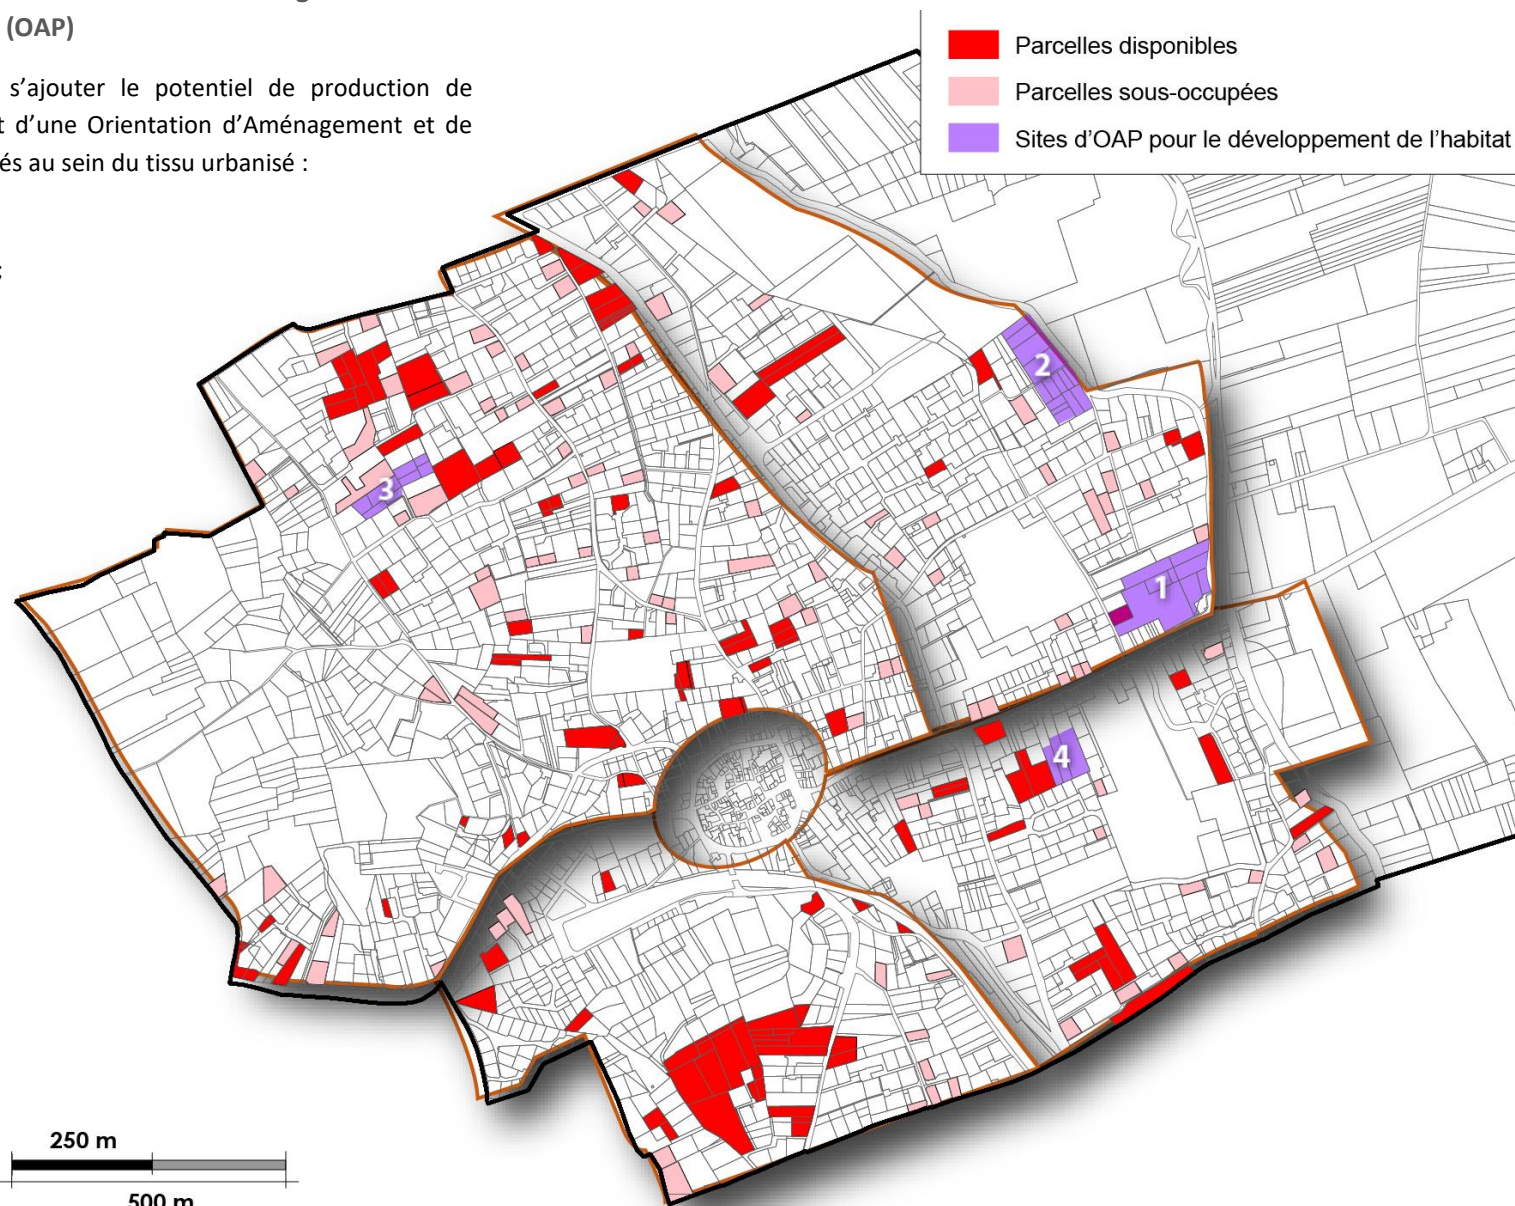 (OAP)
s’ajouter le potentiel de production de
d’une Orientation d’Aménagement et de
au sein du tissu urbanisé :
;
Parcelles disponibles
Parcelles sous-occupées
Sites d’OAP pour le développement de l’habitat
2
3
1
4
250 m
500 m